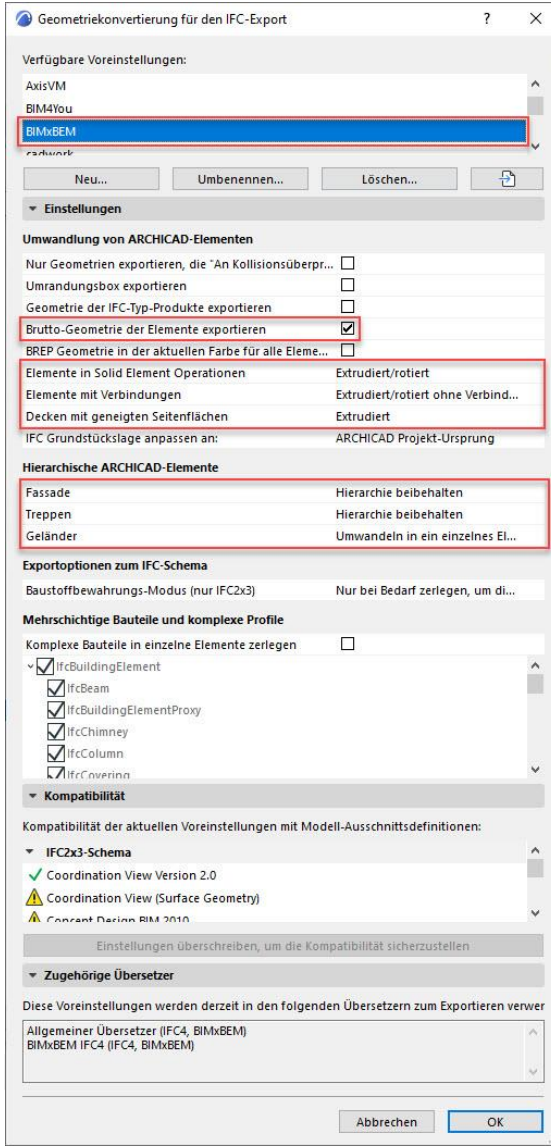 Geometriekonvertierung für den IFC-Export
Verfügbare Voreinstellungen:
AxisVM
BIM4You
BIMxBEM
cadwork
Neu... Umbenennen... Löschen...
Einstellungen
Umwandlung von ARCHICAD-Elementen
Nur Geometrien exportieren, die "An Kollisionsüberpr...
Umrandungsbox exportieren
Geometrie der IFC-Typ-Produkte exportieren
Brutto-Geometrie der Elemente exportieren
BREP Geometrie in der aktuellen Farbe für alle Eleme...
Elemente in Solid Element Operationen Extrudiert/rotiert
Elemente mit Verbindungen Extrudiert/rotiert ohne Verbind...
Decken mit geneigten Seitenflächen Extrudiert
IFC Grundstückslage anpassen an: ARCHICAD Projekt-Ursprung
Hierarchische ARCHICAD-Elemente
Fassade Hierarchie beibehalten
Treppen Hierarchie beibehalten
Geländer Umwandeln in ein einzelnes El...
Exportoptionen zum IFC-Schema
Baustoffbewahrungs-Modus (nur IFC2x3) Nur bei Bedarf zerlegen, um di...
Mehrschichtige Bauteile und komplexe Profile
Komplexe Bauteile in einzelne Elemente zerlegen
IfcBuildingElement
IfcBeam
IfcBuildingElementProxy
IfcChimney
IfcColumn
IfcCovering
Kompatibilität
Kompatibilität der aktuellen Voreinstellungen mit Modell-Ausschnittsdefinitionen:
IFC2x3-Schema
Coordination View Version 2.0
Coordination View (Surface Geometry)
Concept Design BIM 2010
Einstellungen überschreiben, um die Kompatibilität sicherzustellen
Zugehörige Übersetzer
Diese Voreinstellungen werden derzeit in den folgenden Übersetzern zum Exportieren verwer
Allgemeiner Übersetzer (IFC4, BIMxBEM)
BIMxBEM IFC4 (IFC4, BIMxBEM)
Abbrechen OK